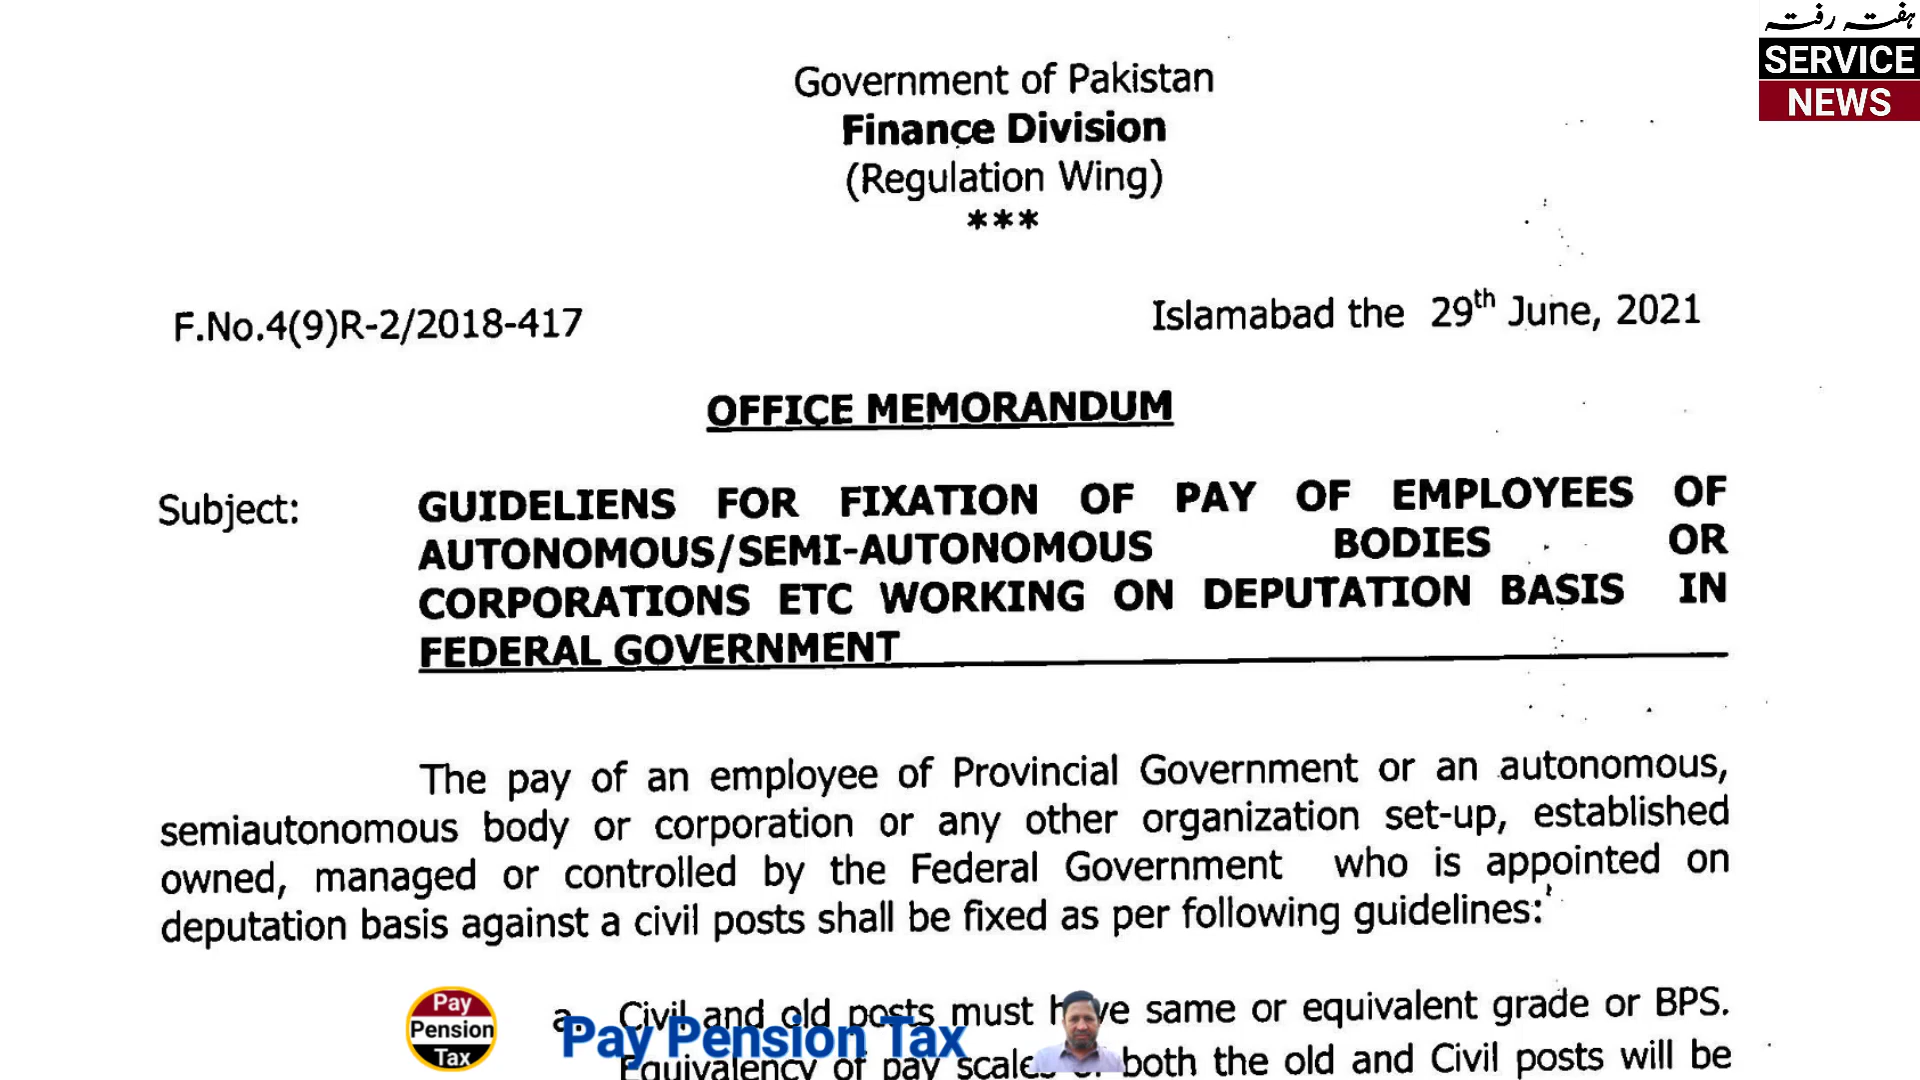 ہفتہ رفتہ
SERVICE
NEWS
Government of Pakistan
Finance Division
(Regulation Wing)
***
F.No.4(9)R-2/2018-417
Islamabad the 29th June, 2021
OFFICE MEMORANDUM
Subject:
GUIDELIENS FOR FIXATION OF PAY OF EMPLOYEES OF
AUTONOMOUS/SEMI-AUTONOMOUS BODIES OR
CORPORATIONS ETC WORKING ON DEPUTATION BASIS IN
FEDERAL GOVERNMENT
The pay of an employee of Provincial Government or an autonomous,
semiautonomous body or corporation or any other organization set-up, established
owned, managed or controlled by the Federal Government who is appointed on
deputation basis against a civil posts shall be fixed as per following guidelines:
a. Civil and old posts must have same or equivalent grade or BPS.
Equivalency of pay scale both the old and Civil posts will be
Pay
Pension
Tax
Pay Pension Tax